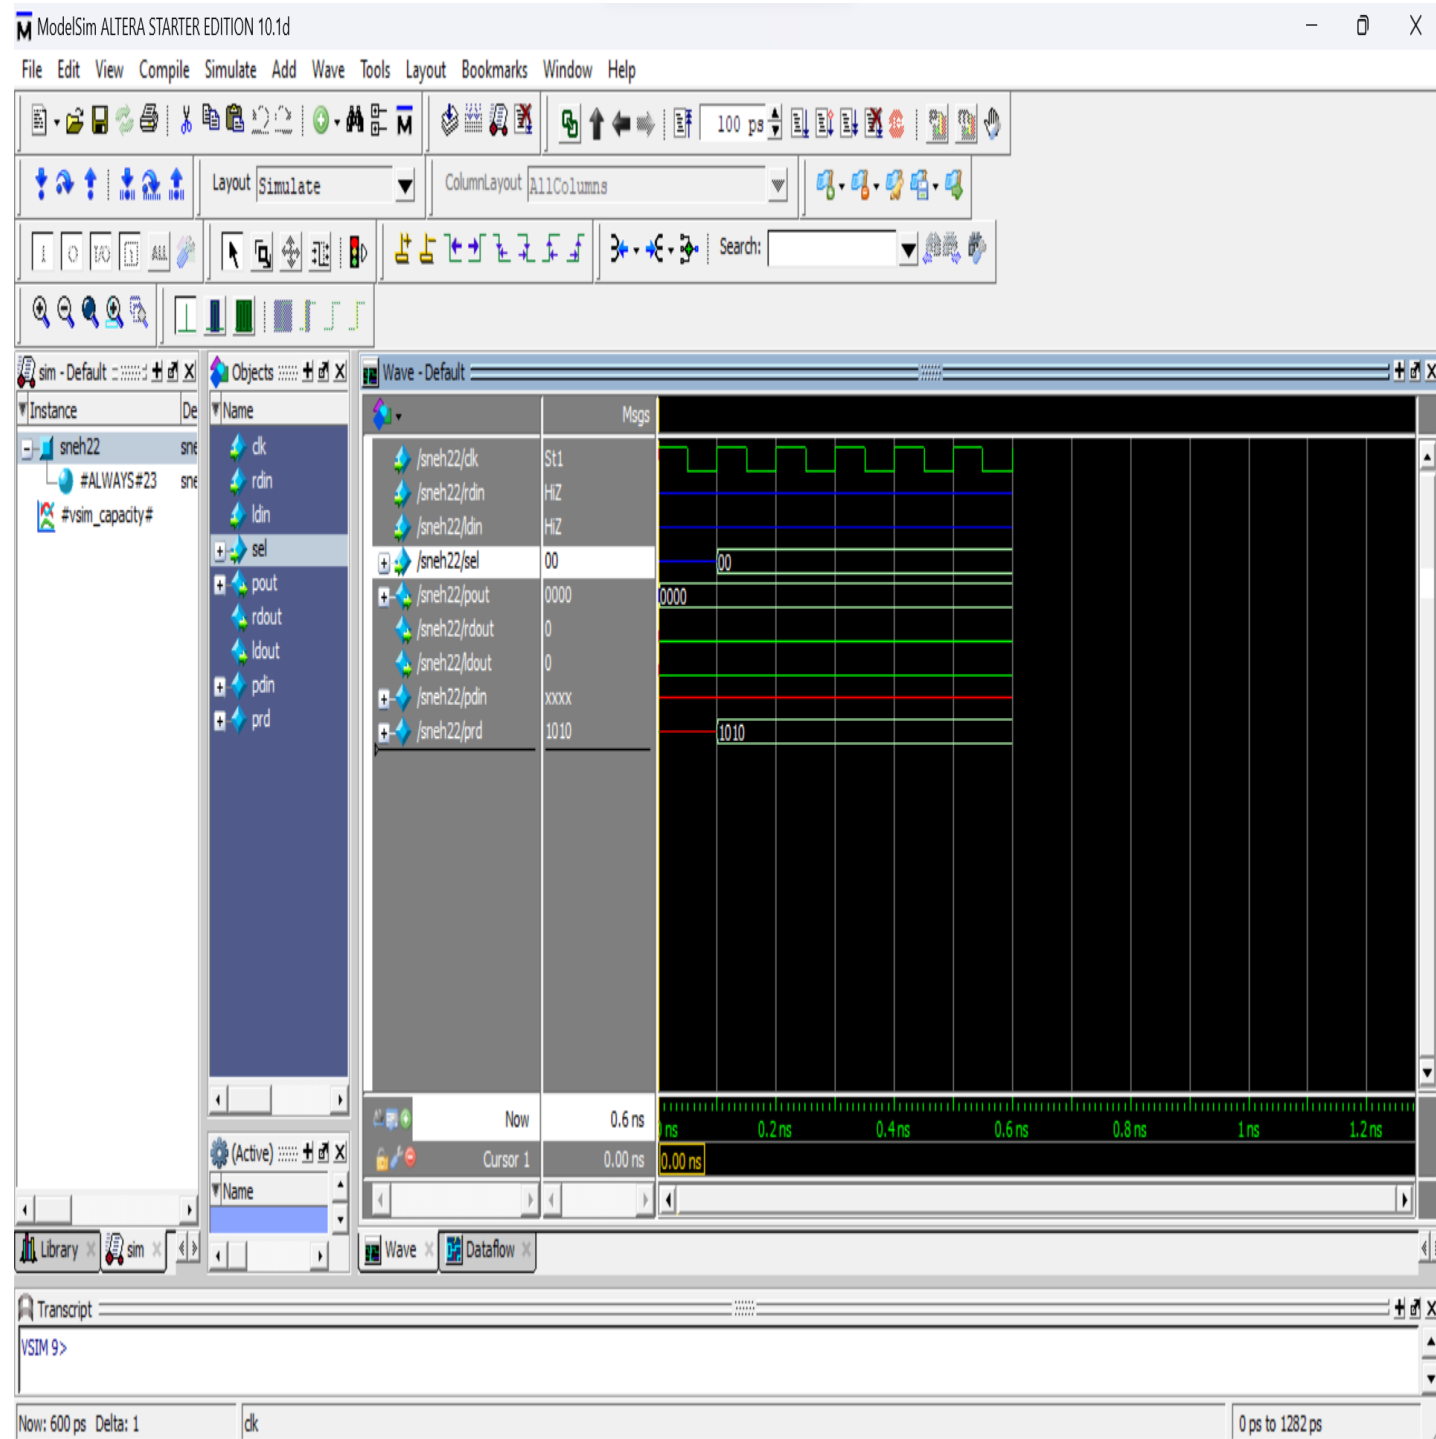 ModelSim ALTERA STARTER EDITION 10.1d
File Edit View Compile Simulate Add Wave Tools Layout Bookmarks Window Help
100 ps
Layout Simulate
ColumnLayout AllColumns
ALL
Search:
sim - Default
Instance De
sneh22 sne
#ALWAYS#23 sne
#vsim_capacity#
Objects
Name
clk
rdin
ldin
sel
pout
rdout
ldout
pdin
prd
(Active)
Name
Wave - Default
Msgs
/sneh22/clk St1
/sneh22/rdin HiZ
/sneh22/ldin HiZ
/sneh22/sel 00 00
/sneh22/pout 0000 0000
/sneh22/rdout 0
/sneh22/ldout 0
/sneh22/pdin xxxx
/sneh22/prd 1010 1010
Now 0.6 ns
ns 0.2 ns 0.4 ns 0.6 ns 0.8 ns 1 ns 1.2 ns
Cursor 1 0.00 ns 0.00 ns
Library sim
Wave Dataflow
Transcript
VSIM 9>
Now: 600 ps Delta: 1 clk 0 ps to 1282 ps